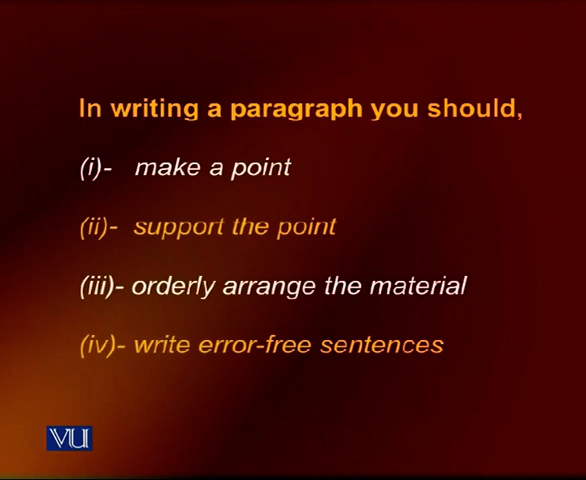 In writing a paragraph you should,
(i)- make a point
(ii)- support the point
(iii)- orderly arrange the material
(iv)- write error-free sentences
VU